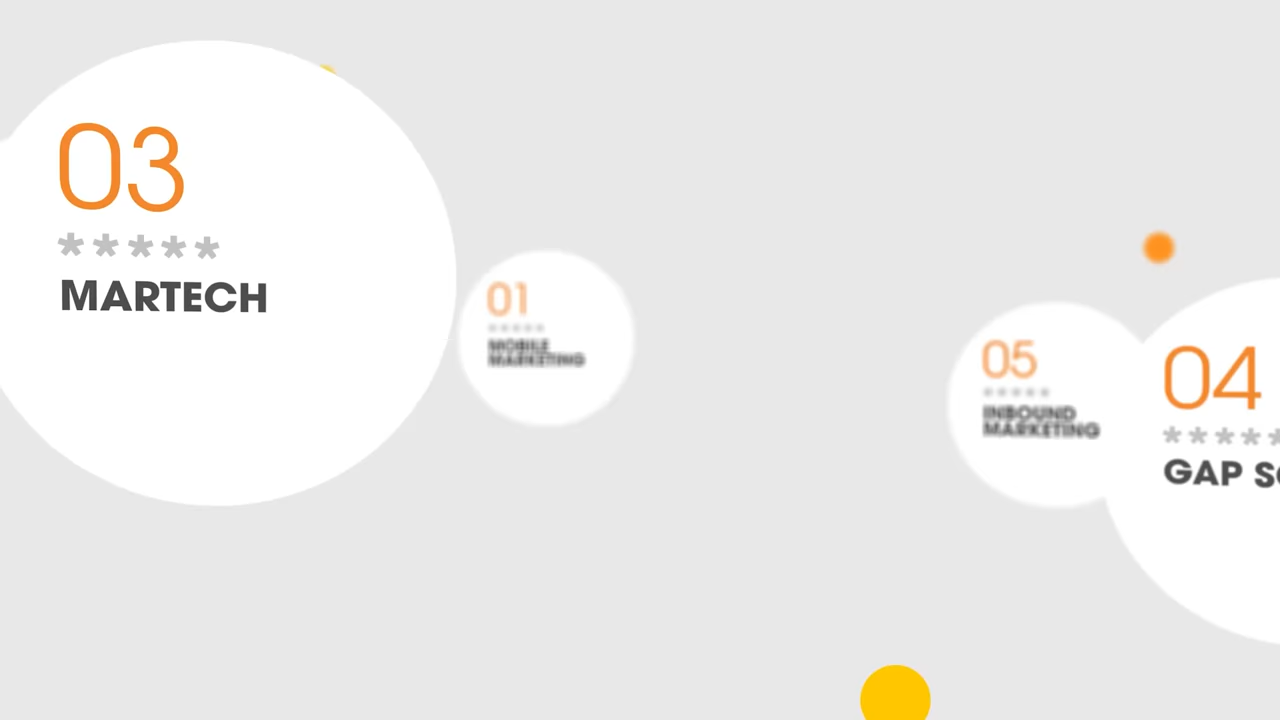 03
*****
MARTECH
01
*****
MOBILE
MARKETING
05
*****
INBOUND
MARKETING
04
*****
GAP